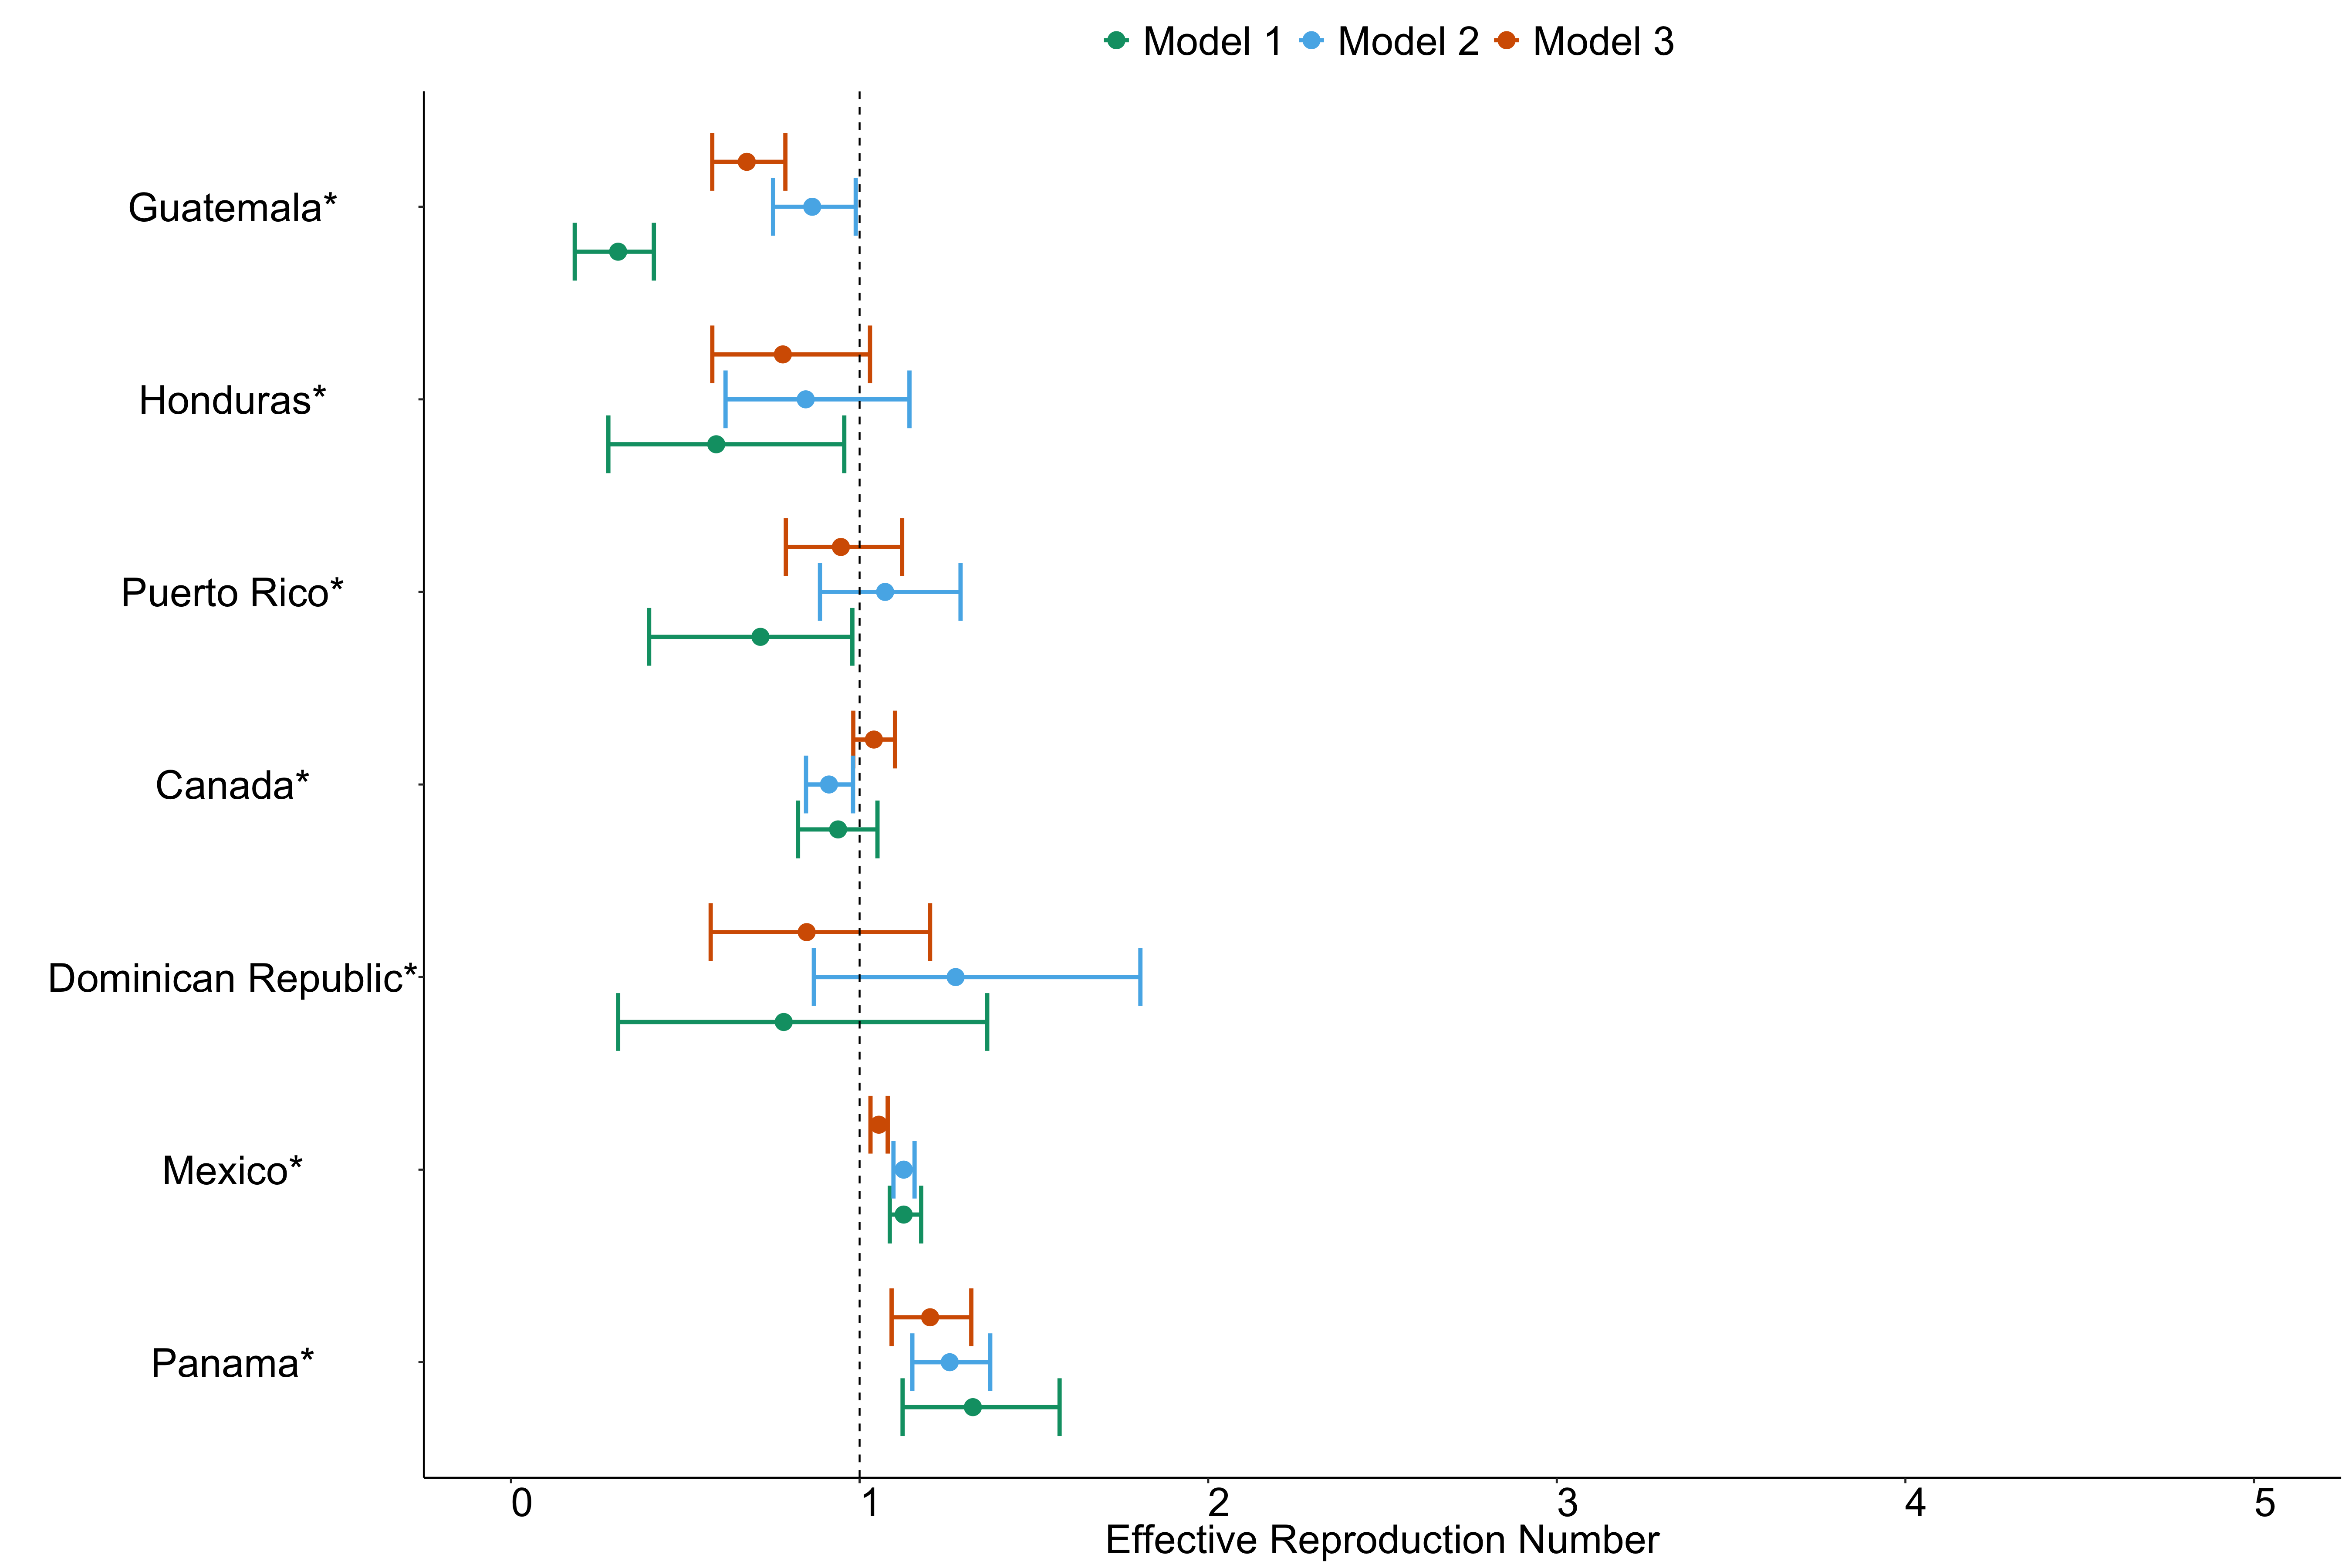 Model 1 Model 2 Model 3
Guatemala*
Honduras*
Puerto Rico*
Canada*
Dominican Republic*
Mexico*
Panama*
0 1 2 3 4 5
Effective Reproduction Number